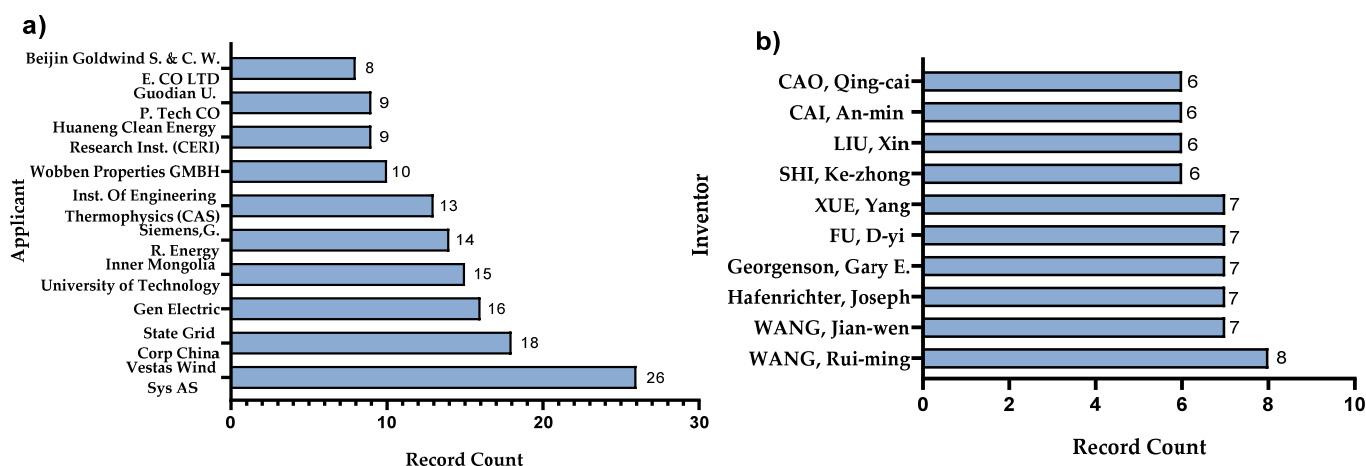 a)
Applicant
Beijin Goldwind S. & C. W.
E. CO LTD
8
Guodian U.
P. Tech CO
9
Huaneng Clean Energy
Research Inst. (CERI)
9
Wobben Properties GMBH
10
Inst. Of Engineering
Thermophysics (CAS)
13
Siemens,G.
R. Energy
14
Inner Mongolia
University of Technology
15
Gen Electric
16
State Grid
Corp China
18
Vestas Wind
Sys AS
26
0 10 20 30
Record Count
b)
Inventor
CAO, Qing-cai 6
CAI, An-min 6
LIU, Xin 6
SHI, Ke-zhong 6
XUE, Yang 7
FU, D-yi 7
Georgenson, Gary E. 7
Hafenrichter, Joseph 7
WANG, Jian-wen 7
WANG, Rui-ming 8
0 2 4 6 8 10
Record Count